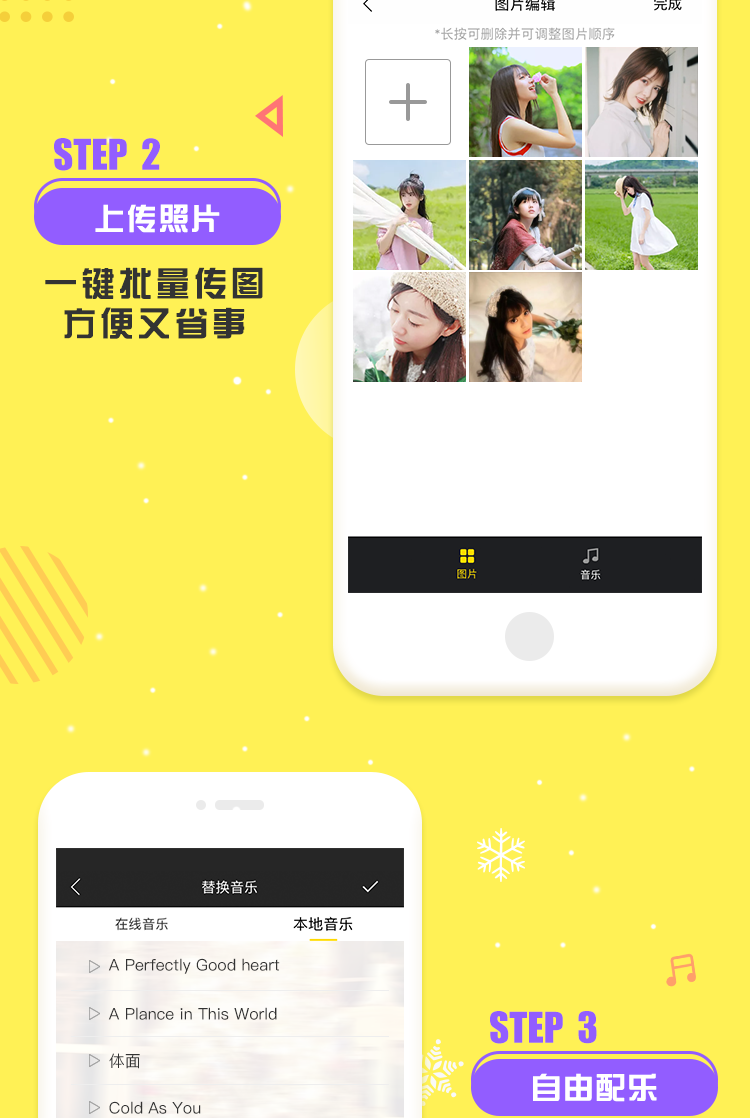 图片编辑
完成
*长按可删除并可调整图片顺序
STEP 2
上传照片
一键批量传图
方便又省事
图片
音乐
替换音乐
在线音乐
本地音乐
A Perfectly Good heart
A Plance in This World
体面
Cold As You
STEP 3
自由配乐